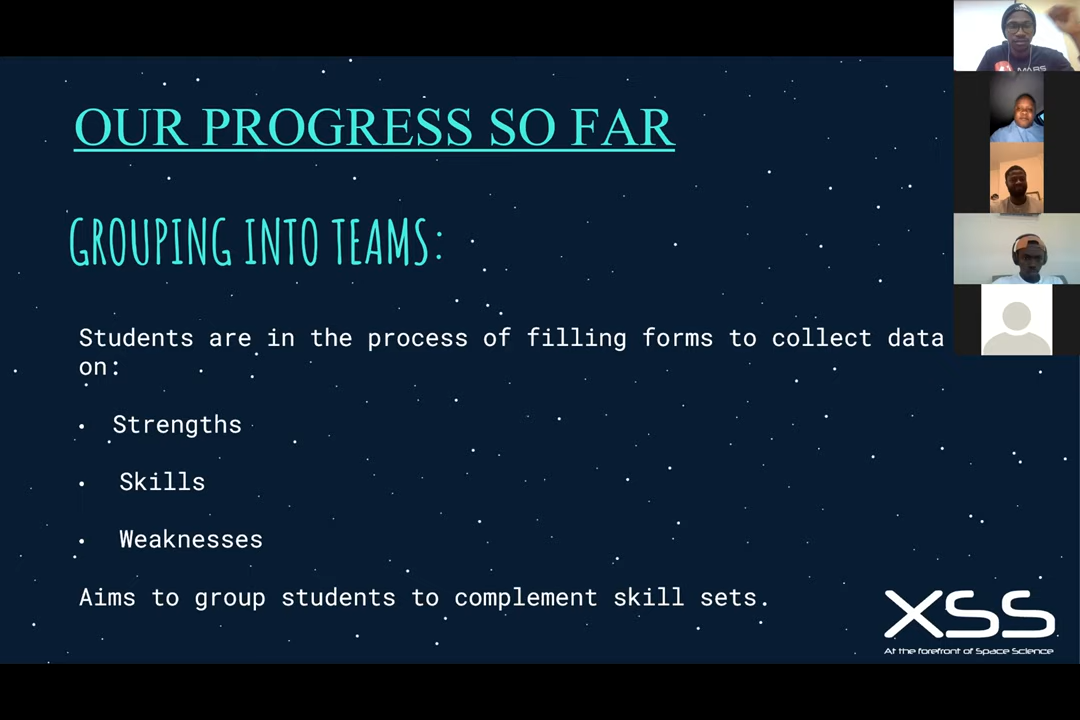 OUR PROGRESS SO FAR
GROUPING INTO TEAMS:
Students are in the process of filling forms to collect data
on:
• Strengths
• Skills
• Weaknesses
Aims to group students to complement skill sets.
XSS
At the forefront of Space Science
MARS